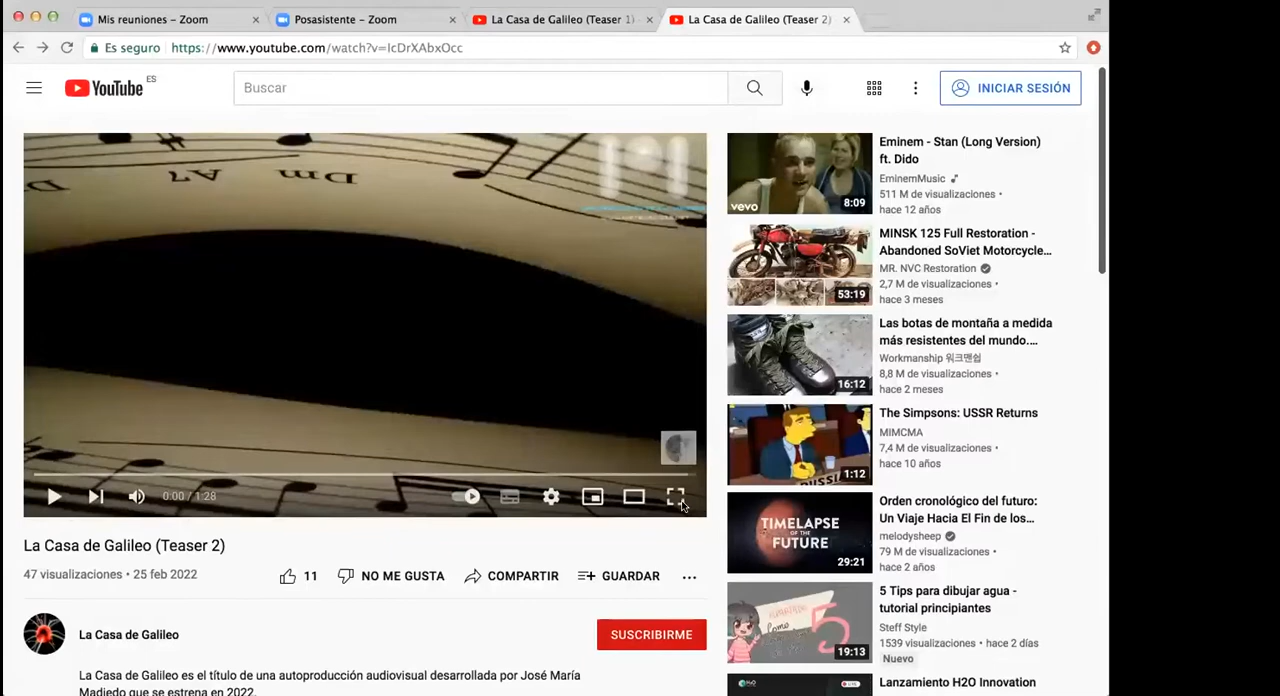 Mis reuniones - Zoom
Posasistente - Zoom
La Casa de Galileo (Teaser 1)
La Casa de Galileo (Teaser 2)
Es seguro
https://www.youtube.com/watch?v=IcDrXAbxOcc
YouTube ES
Buscar
INICIAR SESIÓN
D
A7
Dm
0:00 / 1:28
La Casa de Galileo (Teaser 2)
47 visualizaciones • 25 feb 2022
11
NO ME GUSTA
COMPARTIR
GUARDAR
La Casa de Galileo
SUSCRIBIRME
La Casa de Galileo es el título de una autoproducción audiovisual desarrollada por José María
Madiedo que se estrena en 2022.
vevo
8:09
Eminem - Stan (Long Version)
ft. Dido
EminemMusic
511 M de visualizaciones •
hace 12 años
53:19
MINSK 125 Full Restoration -
Abandoned SoViet Motorcycle...
MR. NVC Restoration
2,7 M de visualizaciones •
hace 3 meses
16:12
Las botas de montaña a medida
más resistentes del mundo....
Workmanship 워크맨쉽
8,8 M de visualizaciones •
hace 2 meses
1:12
The Simpsons: USSR Returns
MIMCMA
7,4 M de visualizaciones •
hace 10 años
TIMELAPSE
OF THE
FUTURE
29:21
Orden cronológico del futuro:
Un Viaje Hacia El Fin de los...
melodysheep
79 M de visualizaciones •
hace 2 años
5
19:13
5 Tips para dibujar agua -
tutorial principiantes
Steff Style
1539 visualizaciones • hace 2 días
Nuevo
Lanzamiento H2O Innovation